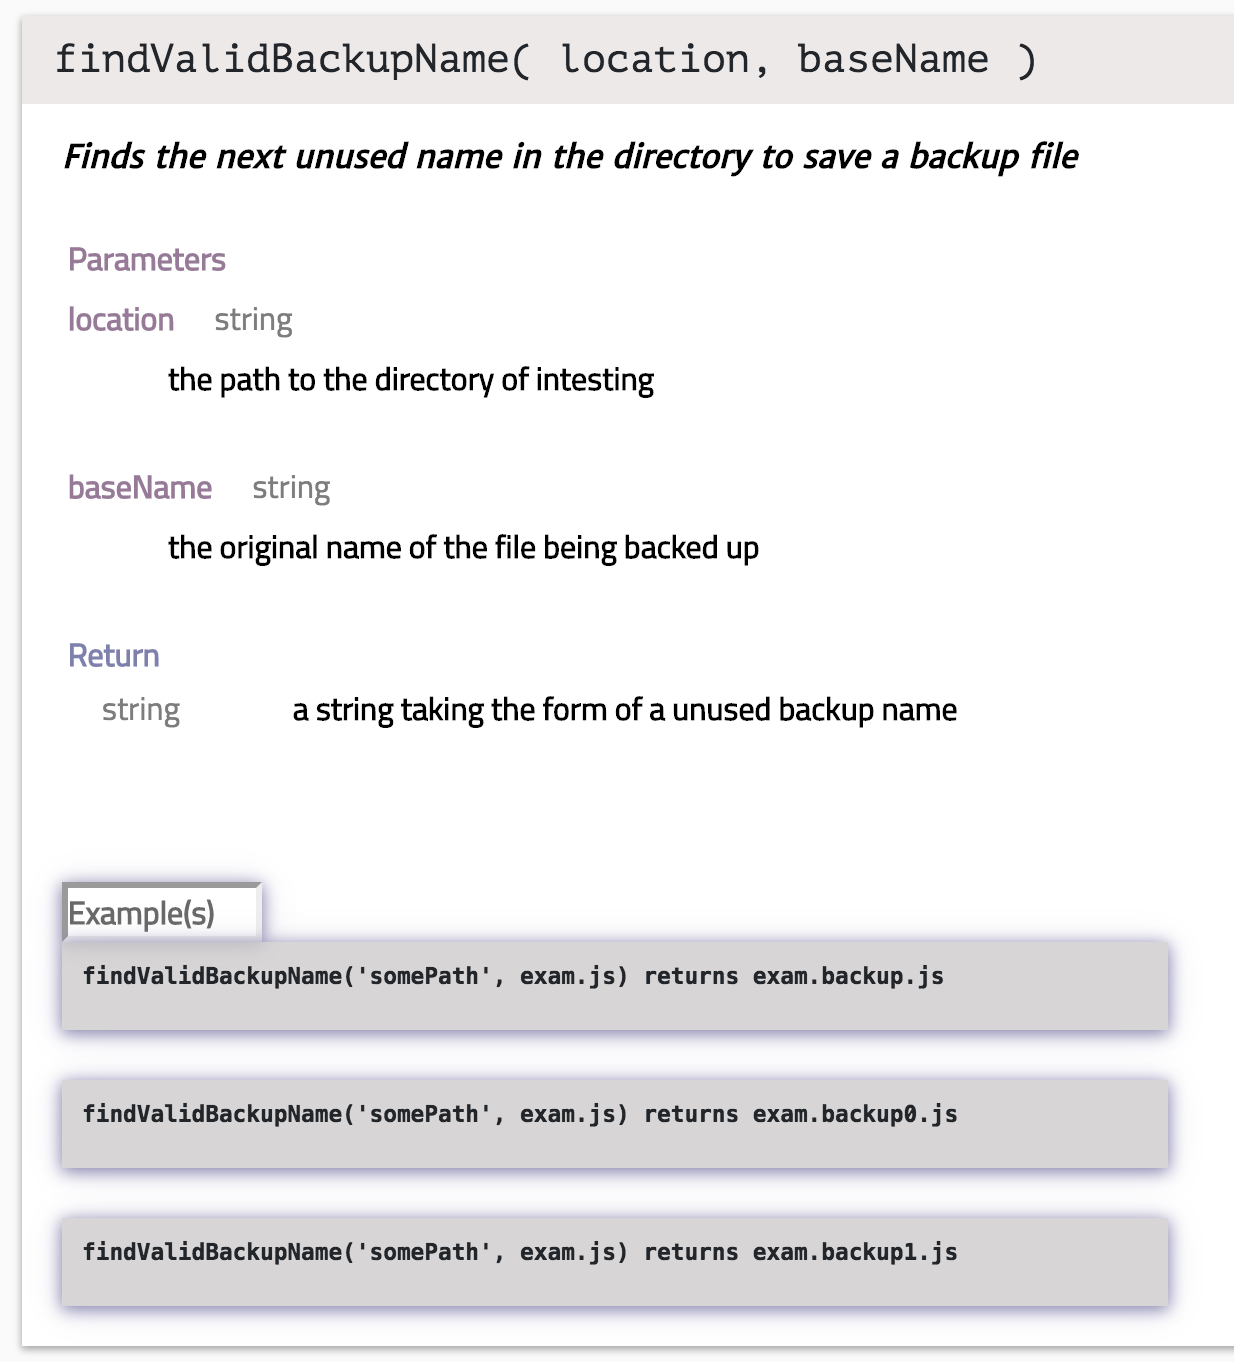 findValidBackupName( location, baseName )
Finds the next unused name in the directory to save a backup file
Parameters
location string
the path to the directory of intesting
baseName string
the original name of the file being backed up
Return
string a string taking the form of a unused backup name
Example(s)
findValidBackupName('somePath', exam.js) returns exam.backup.js
findValidBackupName('somePath', exam.js) returns exam.backup0.js
findValidBackupName('somePath', exam.js) returns exam.backup1.js